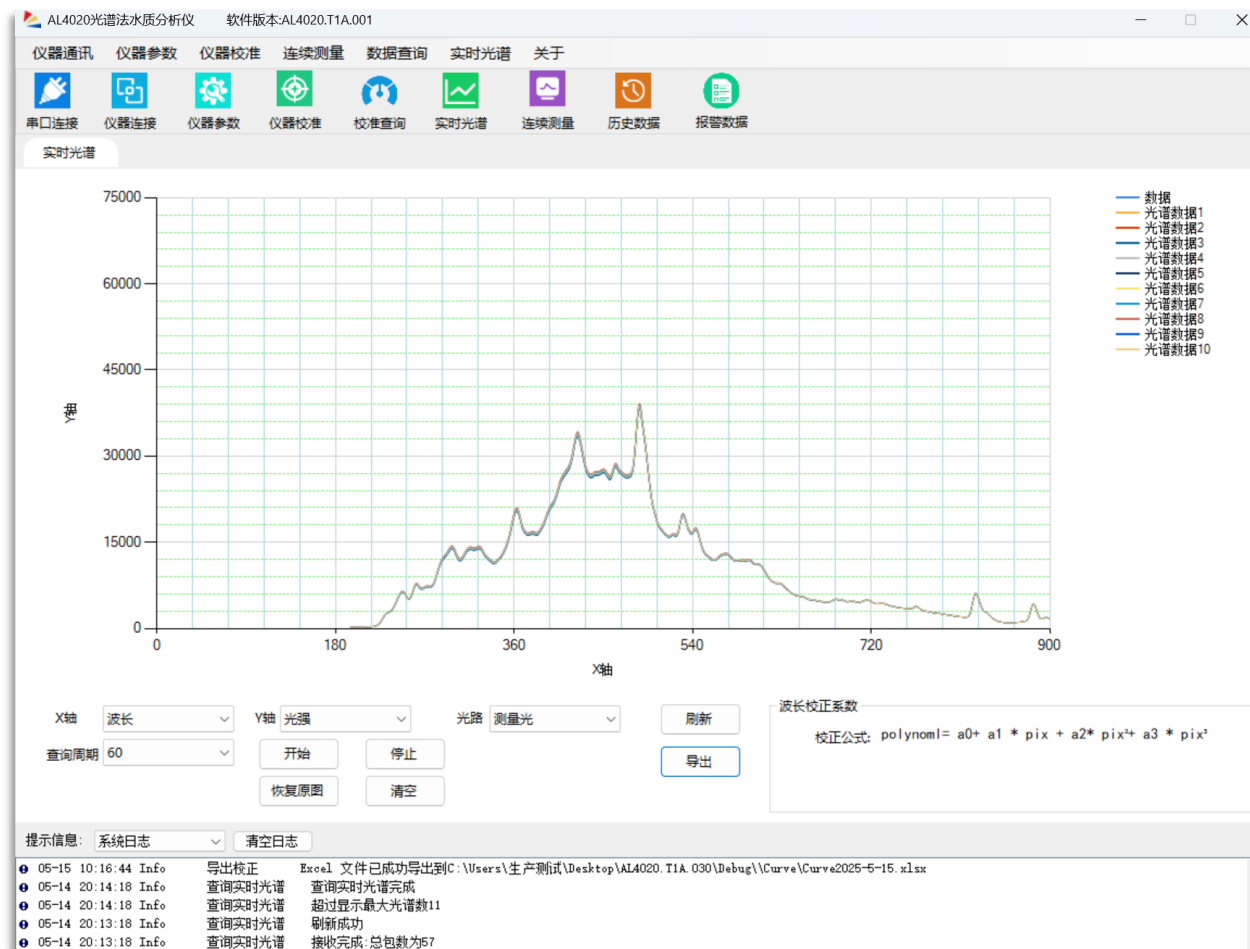 AL4020光谱法水质分析仪 软件版本:AL4020.T1A.001
仪器通讯 仪器参数 仪器校准 连续测量 数据查询 实时光谱 关于
串口连接 仪器连接 仪器参数 仪器校准 校准查询 实时光谱 连续测量 历史数据 报警数据
实时光谱
75000
60000
45000
30000
15000
0
Y轴
0 180 360 540 720 900
X轴
数据
光谱数据1
光谱数据2
光谱数据3
光谱数据4
光谱数据5
光谱数据6
光谱数据7
光谱数据8
光谱数据9
光谱数据10
X轴 波长 Y轴 光强 光路 测量光 刷新
查询周期 60 开始 停止 导出
恢复原图 清空
波长校正系数
校正公式: polynoml= a0+ a1 * pix + a2* pix²+ a3 * pix³
提示信息: 系统日志 清空日志
05-15 10:16:44 Info 导出校正 Excel 文件已成功导出到C:\Users\生产测试\Desktop\AL4020.T1A.030\Debug\\Curve\Curve2025-5-15.xlsx
05-14 20:14:18 Info 查询实时光谱 查询实时光谱完成
05-14 20:14:18 Info 查询实时光谱 超过显示最大光谱数11
05-14 20:13:18 Info 查询实时光谱 刷新成功
05-14 20:13:18 Info 查询实时光谱 接收完成:总包数为57